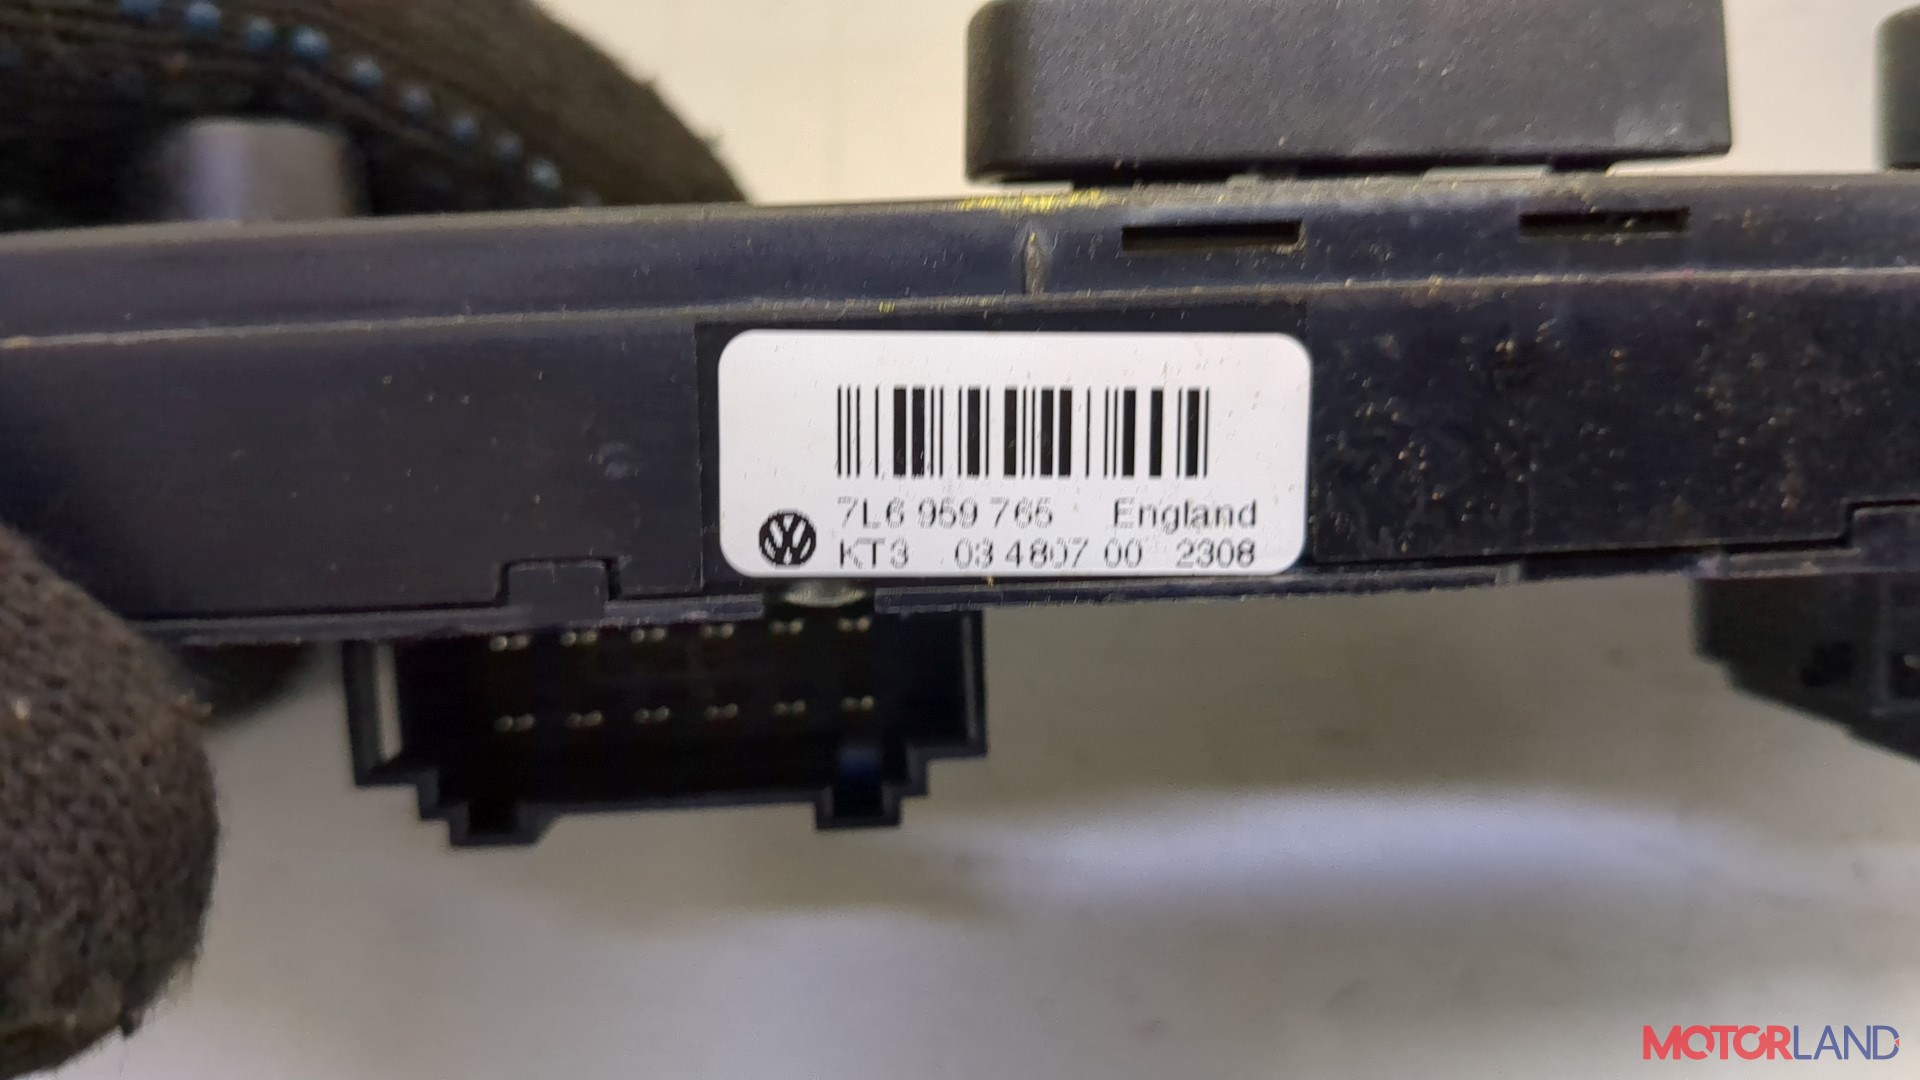 7L6 959 765 England
KT3 03 4807 00 2308
MOTORLAND